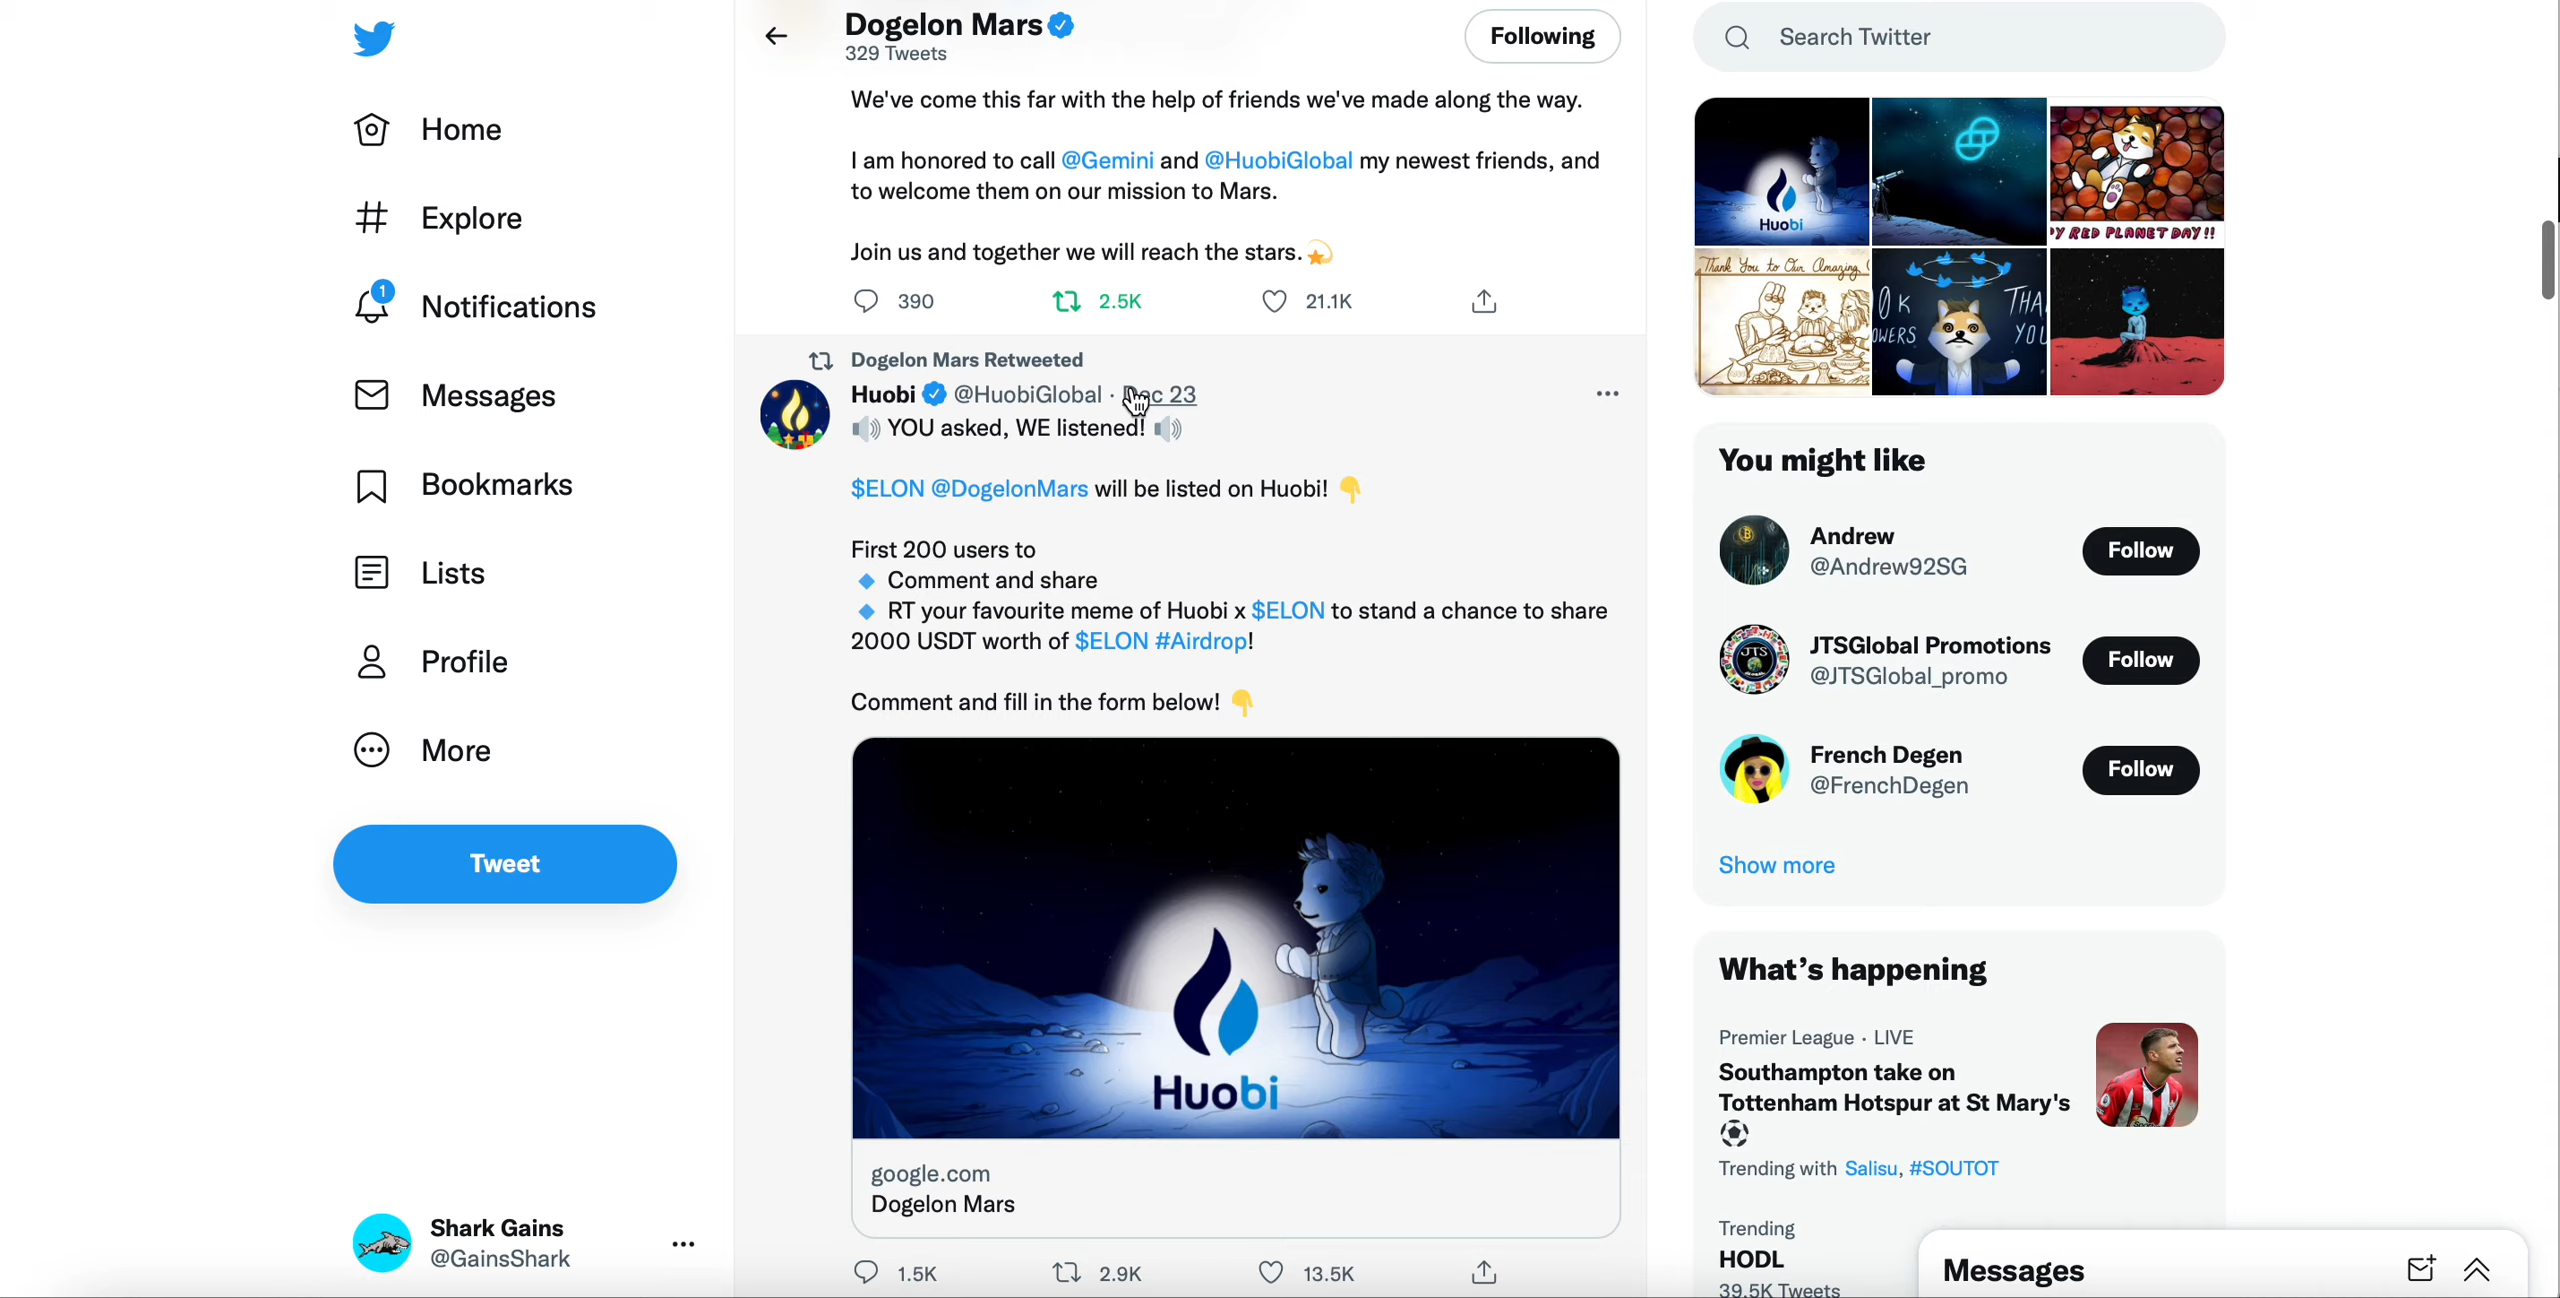 Home
Explore
1
Notifications
Messages
Bookmarks
Lists
Profile
More
Tweet
Shark Gains
@GainsShark
Dogelon Mars
329 Tweets
Following
We've come this far with the help of friends we've made along the way.
I am honored to call @Gemini and @HuobiGlobal my newest friends, and
to welcome them on our mission to Mars.
Join us and together we will reach the stars.
390
2.5K
21.1K
Dogelon Mars Retweeted
Huobi @HuobiGlobal · 23
YOU asked, WE listened!
$ELON @DogelonMars will be listed on Huobi!
First 200 users to
Comment and share
RT your favourite meme of Huobi x $ELON to stand a chance to share
2000 USDT worth of $ELON #Airdrop!
Comment and fill in the form below!
Huobi
google.com
Dogelon Mars
1.5K
2.9K
13.5K
Search Twitter
Huobi
Y RED PLANET DAY!!
Thank You to Our Amazing
0K
WERS
THA
YOU
You might like
Andrew
@Andrew92SG
Follow
JTS
JTSGlobal Promotions
@JTSGlobal_promo
Follow
French Degen
@FrenchDegen
Follow
Show more
What's happening
Premier League · LIVE
Southampton take on
Tottenham Hotspur at St Mary's
Trending with Salisu, #SOUTOT
Trending
HODL
39.5K Tweets
Messages